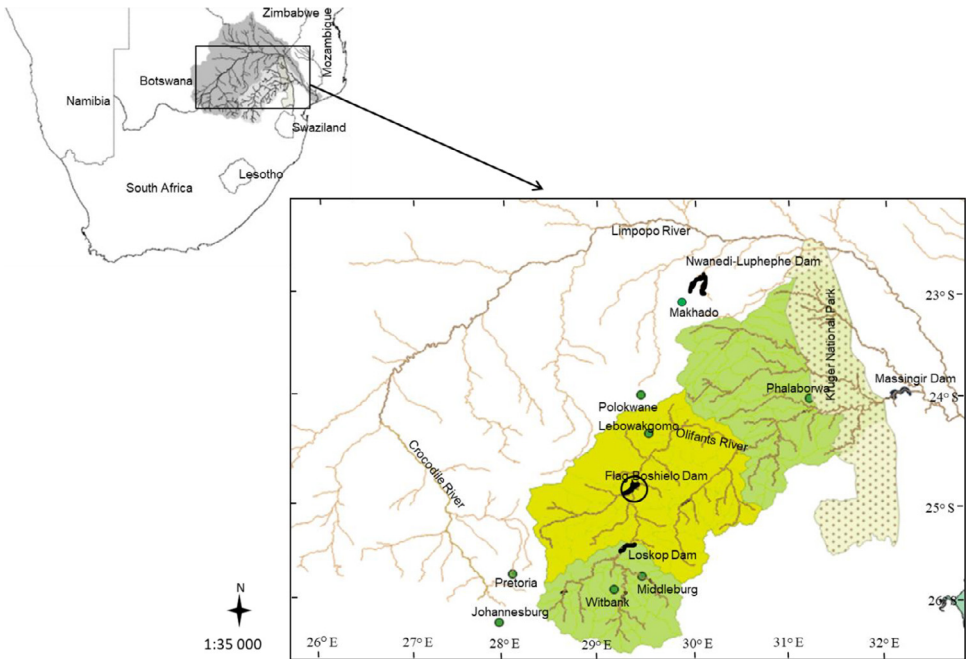 Zimbabwe
Mozambique
Botswana
Namibia
Swaziland
Lesotho
South Africa
Limpopo River
Nwanedi-Luphephe Dam
Makhado
23°S
Kruger National Park
Massingir Dam
Phalaborwa
24°S
Polokwane
Lebowakgomo
Olifants River
Crocodile River
Flag Boshielo Dam
25°S
Loskop Dam
Pretoria
Middleburg
Witbank
26°S
Johannesburg
N
1:35 000
26°E
27°E
28°E
29°E
30°E
31°E
32°E